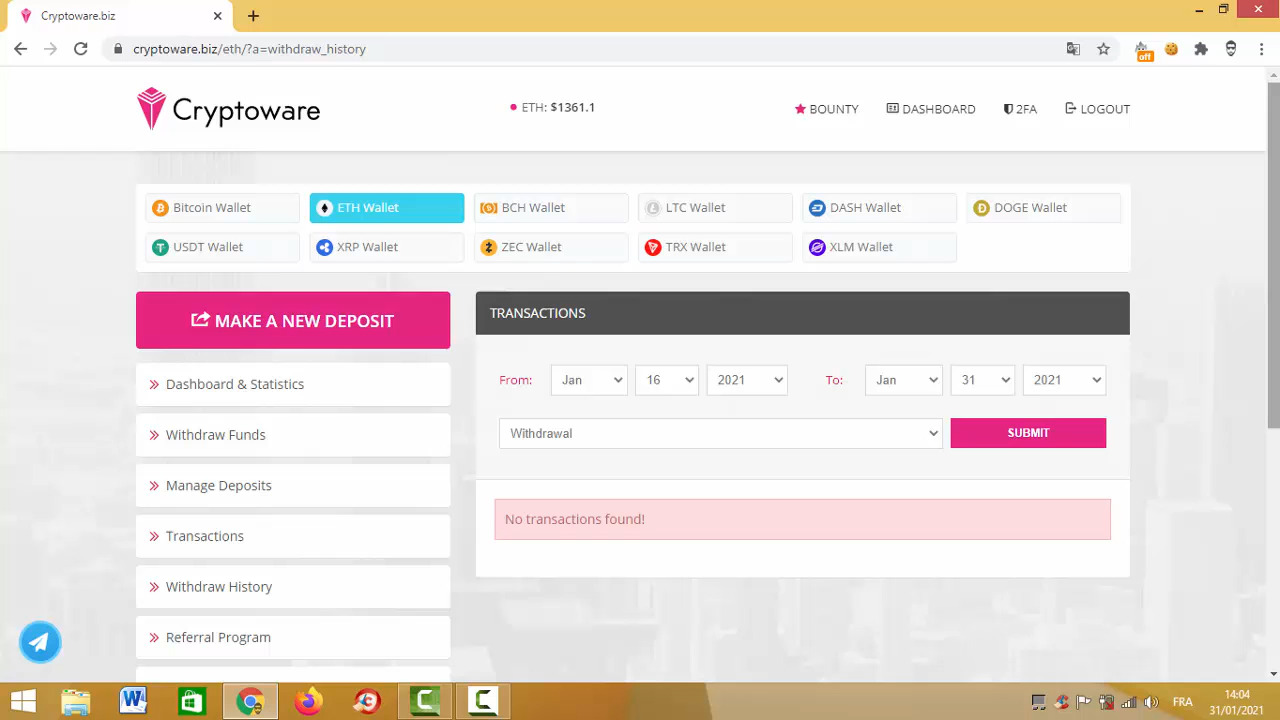 Cryptoware.biz
cryptoware.biz/eth/?a=withdraw_history
off
Cryptoware
ETH: $1361.1
BOUNTY DASHBOARD 2FA LOGOUT
Bitcoin Wallet ETH Wallet BCH Wallet LTC Wallet DASH Wallet DOGE Wallet
USDT Wallet XRP Wallet ZEC Wallet TRX Wallet XLM Wallet
MAKE A NEW DEPOSIT
Dashboard & Statistics
Withdraw Funds
Manage Deposits
Transactions
Withdraw History
Referral Program
TRANSACTIONS
From: Jan 16 2021 To: Jan 31 2021
Withdrawal SUBMIT
No transactions found!
FRA
14:04
31/01/2021